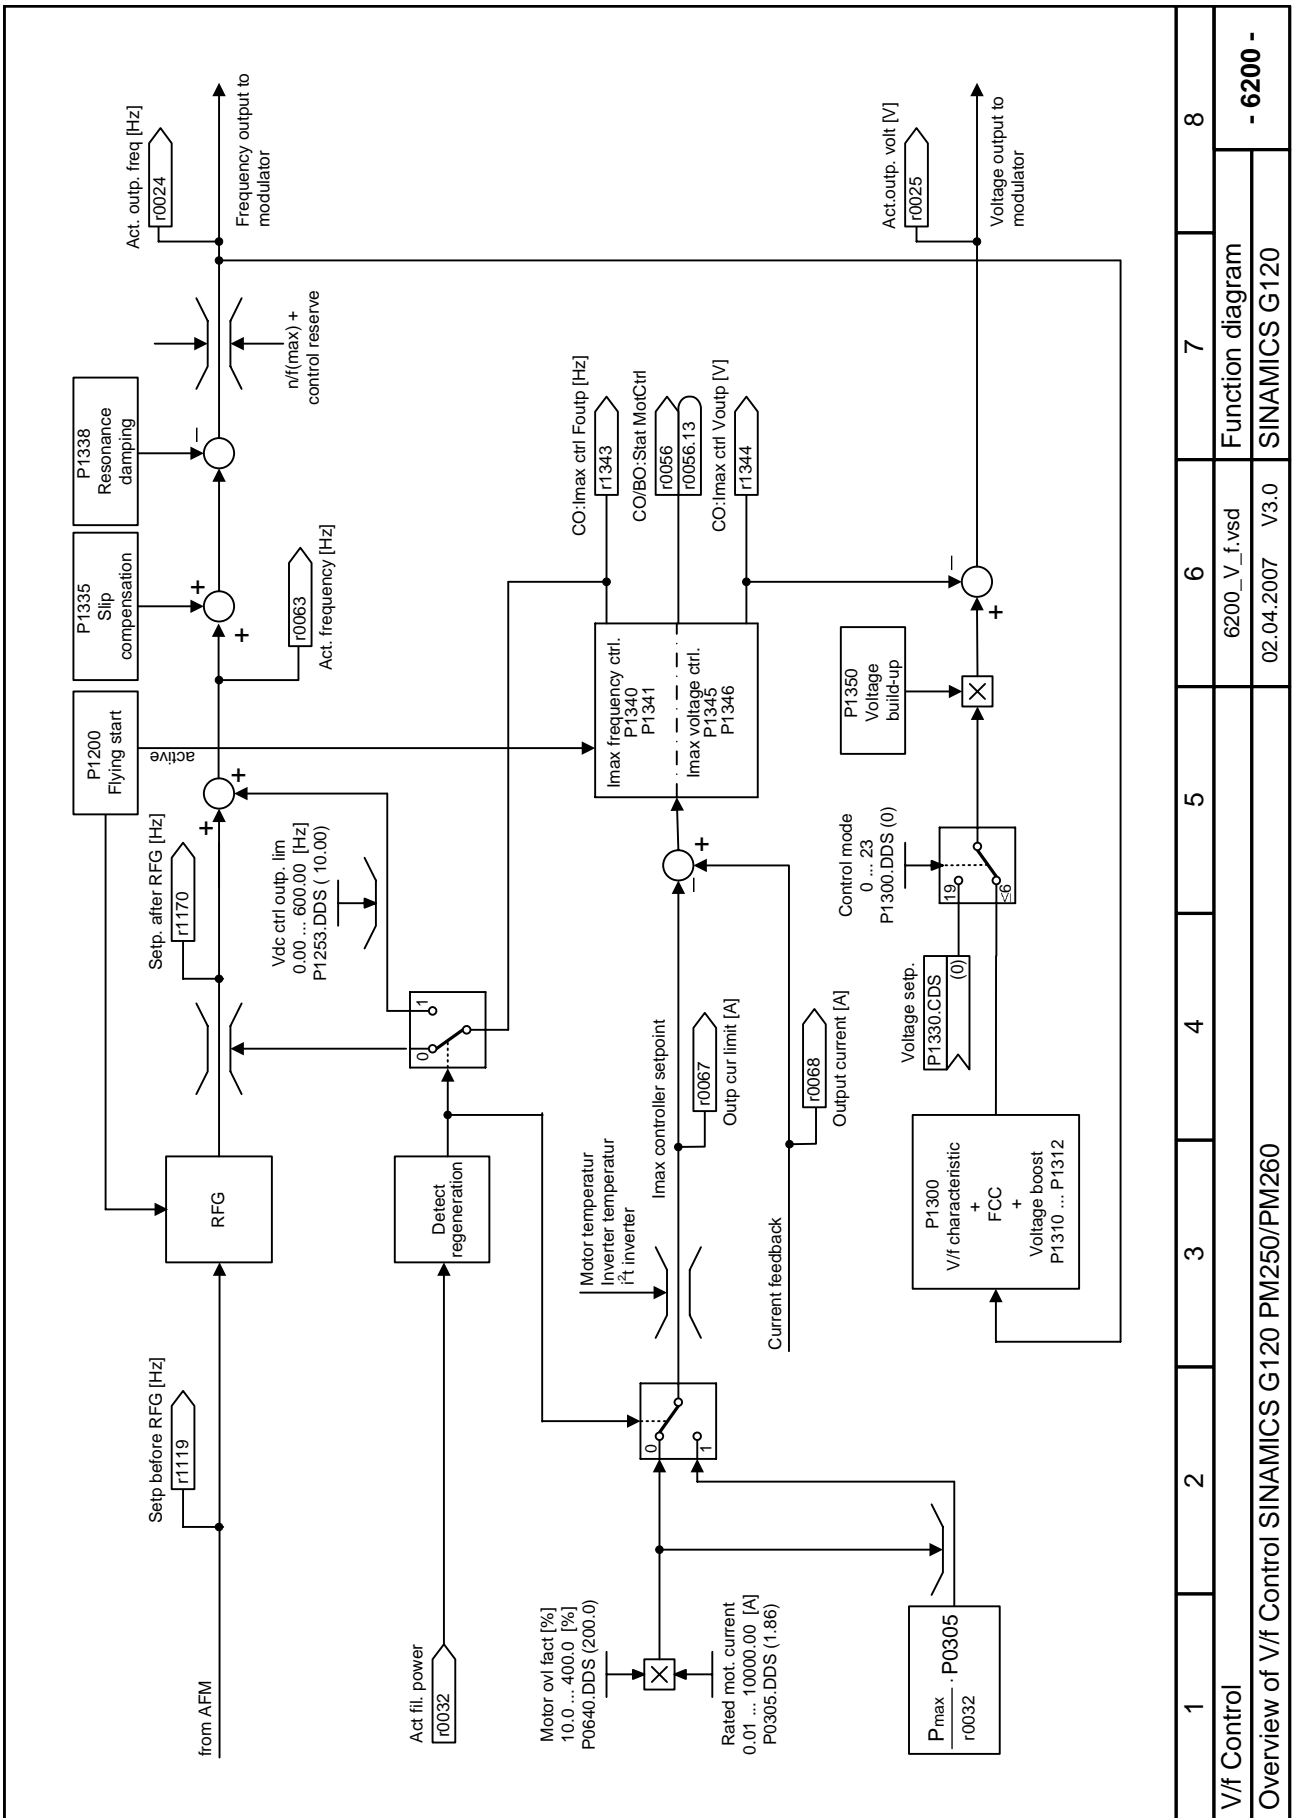 from AFM
Setp before RFG [Hz]
r1119
RFG
Setp. after RFG [Hz]
r1170
P1200
Flying start
active
+
+
P1335
Slip
compensation
+
+
r0063
Act. frequency [Hz]
P1338
Resonance
damping
–
n/f(max) +
control reserve
Act. outp. freq [Hz]
r0024
Frequency output to
modulator
Act fil. power
r0032
Detect
regeneration
Vdc ctrl outp. lim
0.00 ... 600.00 [Hz]
P1253.DDS ( 10.00)
0
1
Motor ovl fact [%]
10.0 ... 400.0 [%]
P0640.DDS (200.0)
Rated mot. current
0.01 ... 10000.00 [A]
P0305.DDS (1.86)
0
1
Motor temperatur
Inverter temperatur
i²t inverter
Imax controller setpoint
r0067
Outp cur limit [A]
–
+
Imax frequency ctrl.
P1340
P1341
Imax voltage ctrl.
P1345
P1346
CO:Imax ctrl Foutp [Hz]
r1343
CO/BO:Stat MotCtrl
r0056
r0056.13
CO:Imax ctrl Voutp [V]
r1344
Current feedback
r0068
Output current [A]
Pmax
r0032
. P0305
P1300
V/f characteristic
+
FCC
+
Voltage boost
P1310 ... P1312
Voltage setp.
P1330.CDS
(0)
Control mode
0 ... 23
P1300.DDS (0)
19
≤6
P1350
Voltage
build-up
–
+
Act.outp. volt [V]
r0025
Voltage output to
modulator
1 2 3 4 5 6 7 8
V/f Control
6200_V_f.vsd
Function diagram
- 6200 -
Overview of V/f Control SINAMICS G120 PM250/PM260
02.04.2007 V3.0
SINAMICS G120